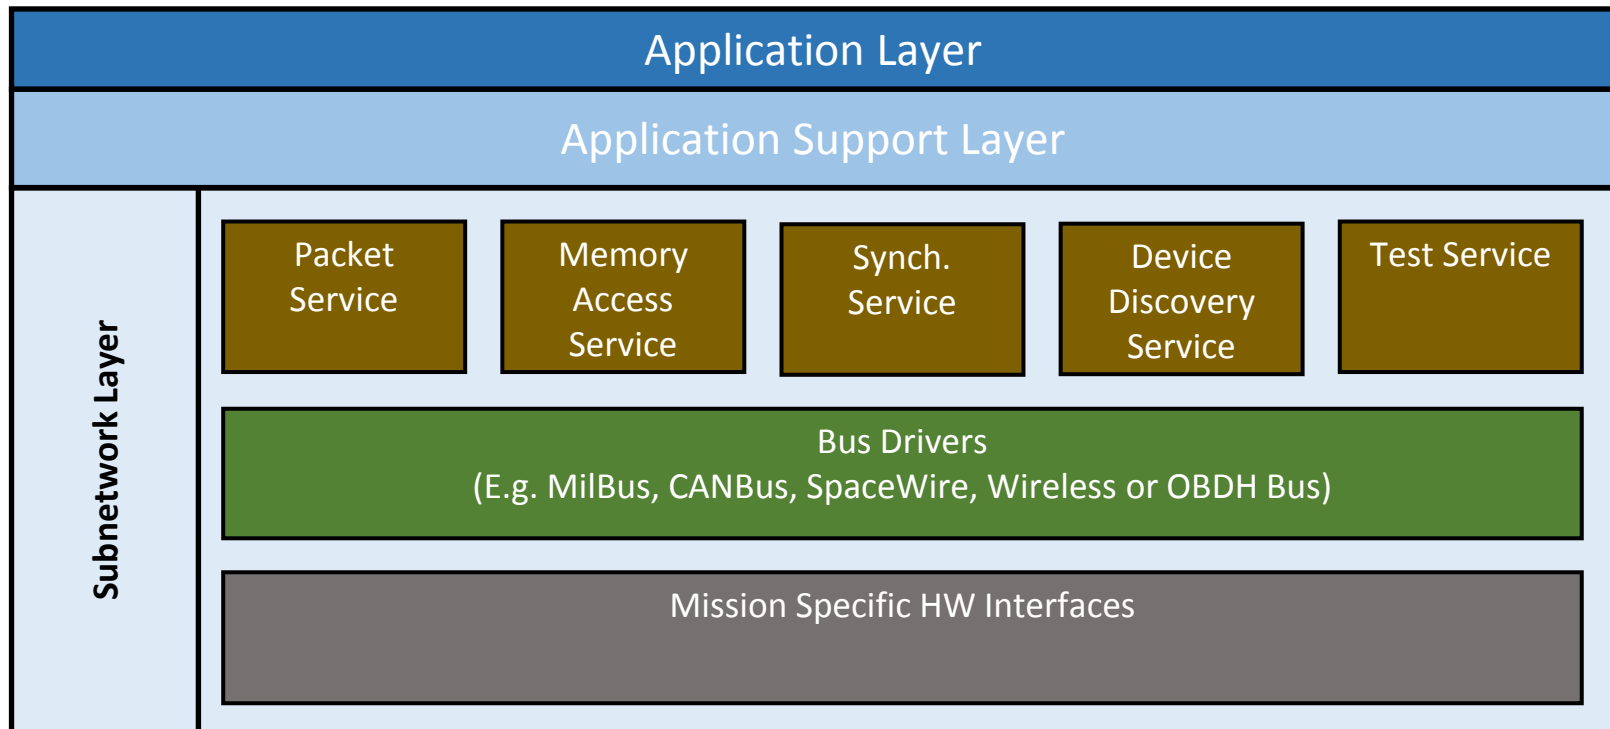 Application Layer
Application Support Layer
Subnetwork Layer
Packet
Service
Memory
Access
Service
Synch.
Service
Device
Discovery
Service
Test Service
Bus Drivers
(E.g. MilBus, CANBus, SpaceWire, Wireless or OBDH Bus)
Mission Specific HW Interfaces